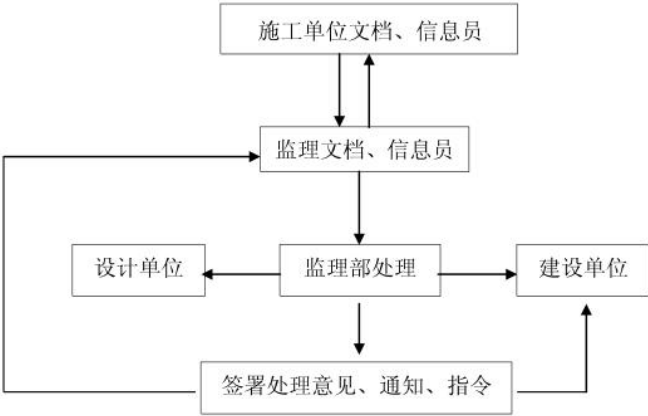 施工单位文档、信息员
监理文档、信息员
设计单位
监理部处理
建设单位
签署处理意见、通知、指令